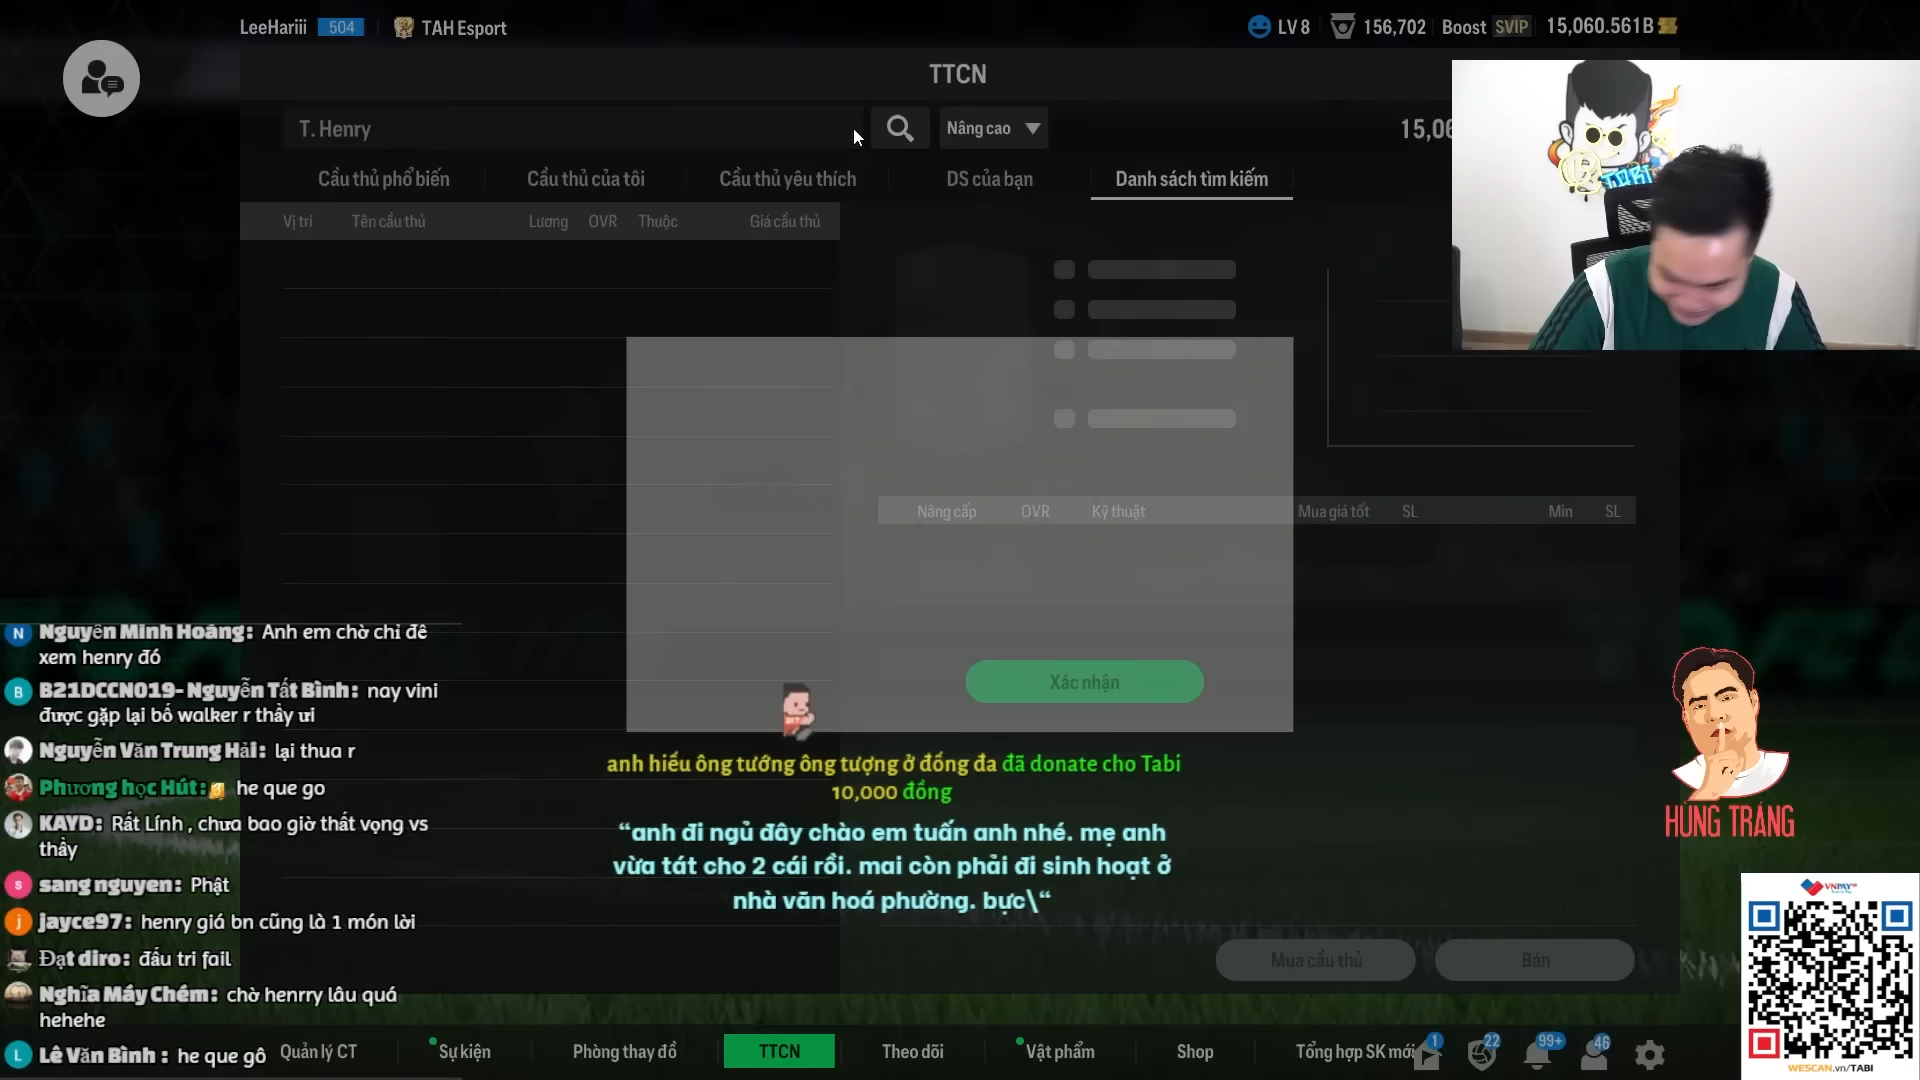 LeeHariii 504 TAH Esport LV 8 156,702 Boost SVIP 15,060.561B
TTCN
T. Henry Nâng cao 15,06
Cầu thủ phổ biến Cầu thủ của tôi Cầu thủ yêu thích DS của bạn Danh sách tìm kiếm
Vị trí Tên cầu thủ Lương OVR Thuộc Giá cầu thủ
TABI
Nâng cấp OVR Kỹ thuật Mua giá tốt SL Min SL
Xác nhận
N Nguyễn Minh Hoàng: Anh em chờ chỉ để
xem henry đó
B B21DCCN019- Nguyễn Tất Bình: nay vini
được gặp lại bố walker r thầy ưi
Nguyễn Văn Trung Hải: lại thua r
Phương học Hút: he que go
KAYD: Rất Lính , chưa bao giờ thất vọng vs
thầy
s sang nguyen: Phật
j jayce97: henry giá bn cũng là 1 món lời
Đạt diro: đấu tri fail
Nghĩa Máy Chém: chờ henrry lâu quá
hehehe
L Lê Văn Bình : he que gô
anh hiếu ông tướng ông tượng ở đống đa đã donate cho Tabi
10,000 đồng
“anh đi ngủ đây chào em tuấn anh nhé. mẹ anh
vừa tát cho 2 cái rồi. mai còn phải đi sinh hoạt ở
nhà văn hoá phường. bực\“
HÙNG TRÁNG
VNPAY
WESCAN.vn/TABI
Mua cầu thủ Bán
Quản lý CT Sự kiện Phòng thay đồ TTCN Theo dõi Vật phẩm Shop Tổng hợp SK mới 1 22 99+ 46